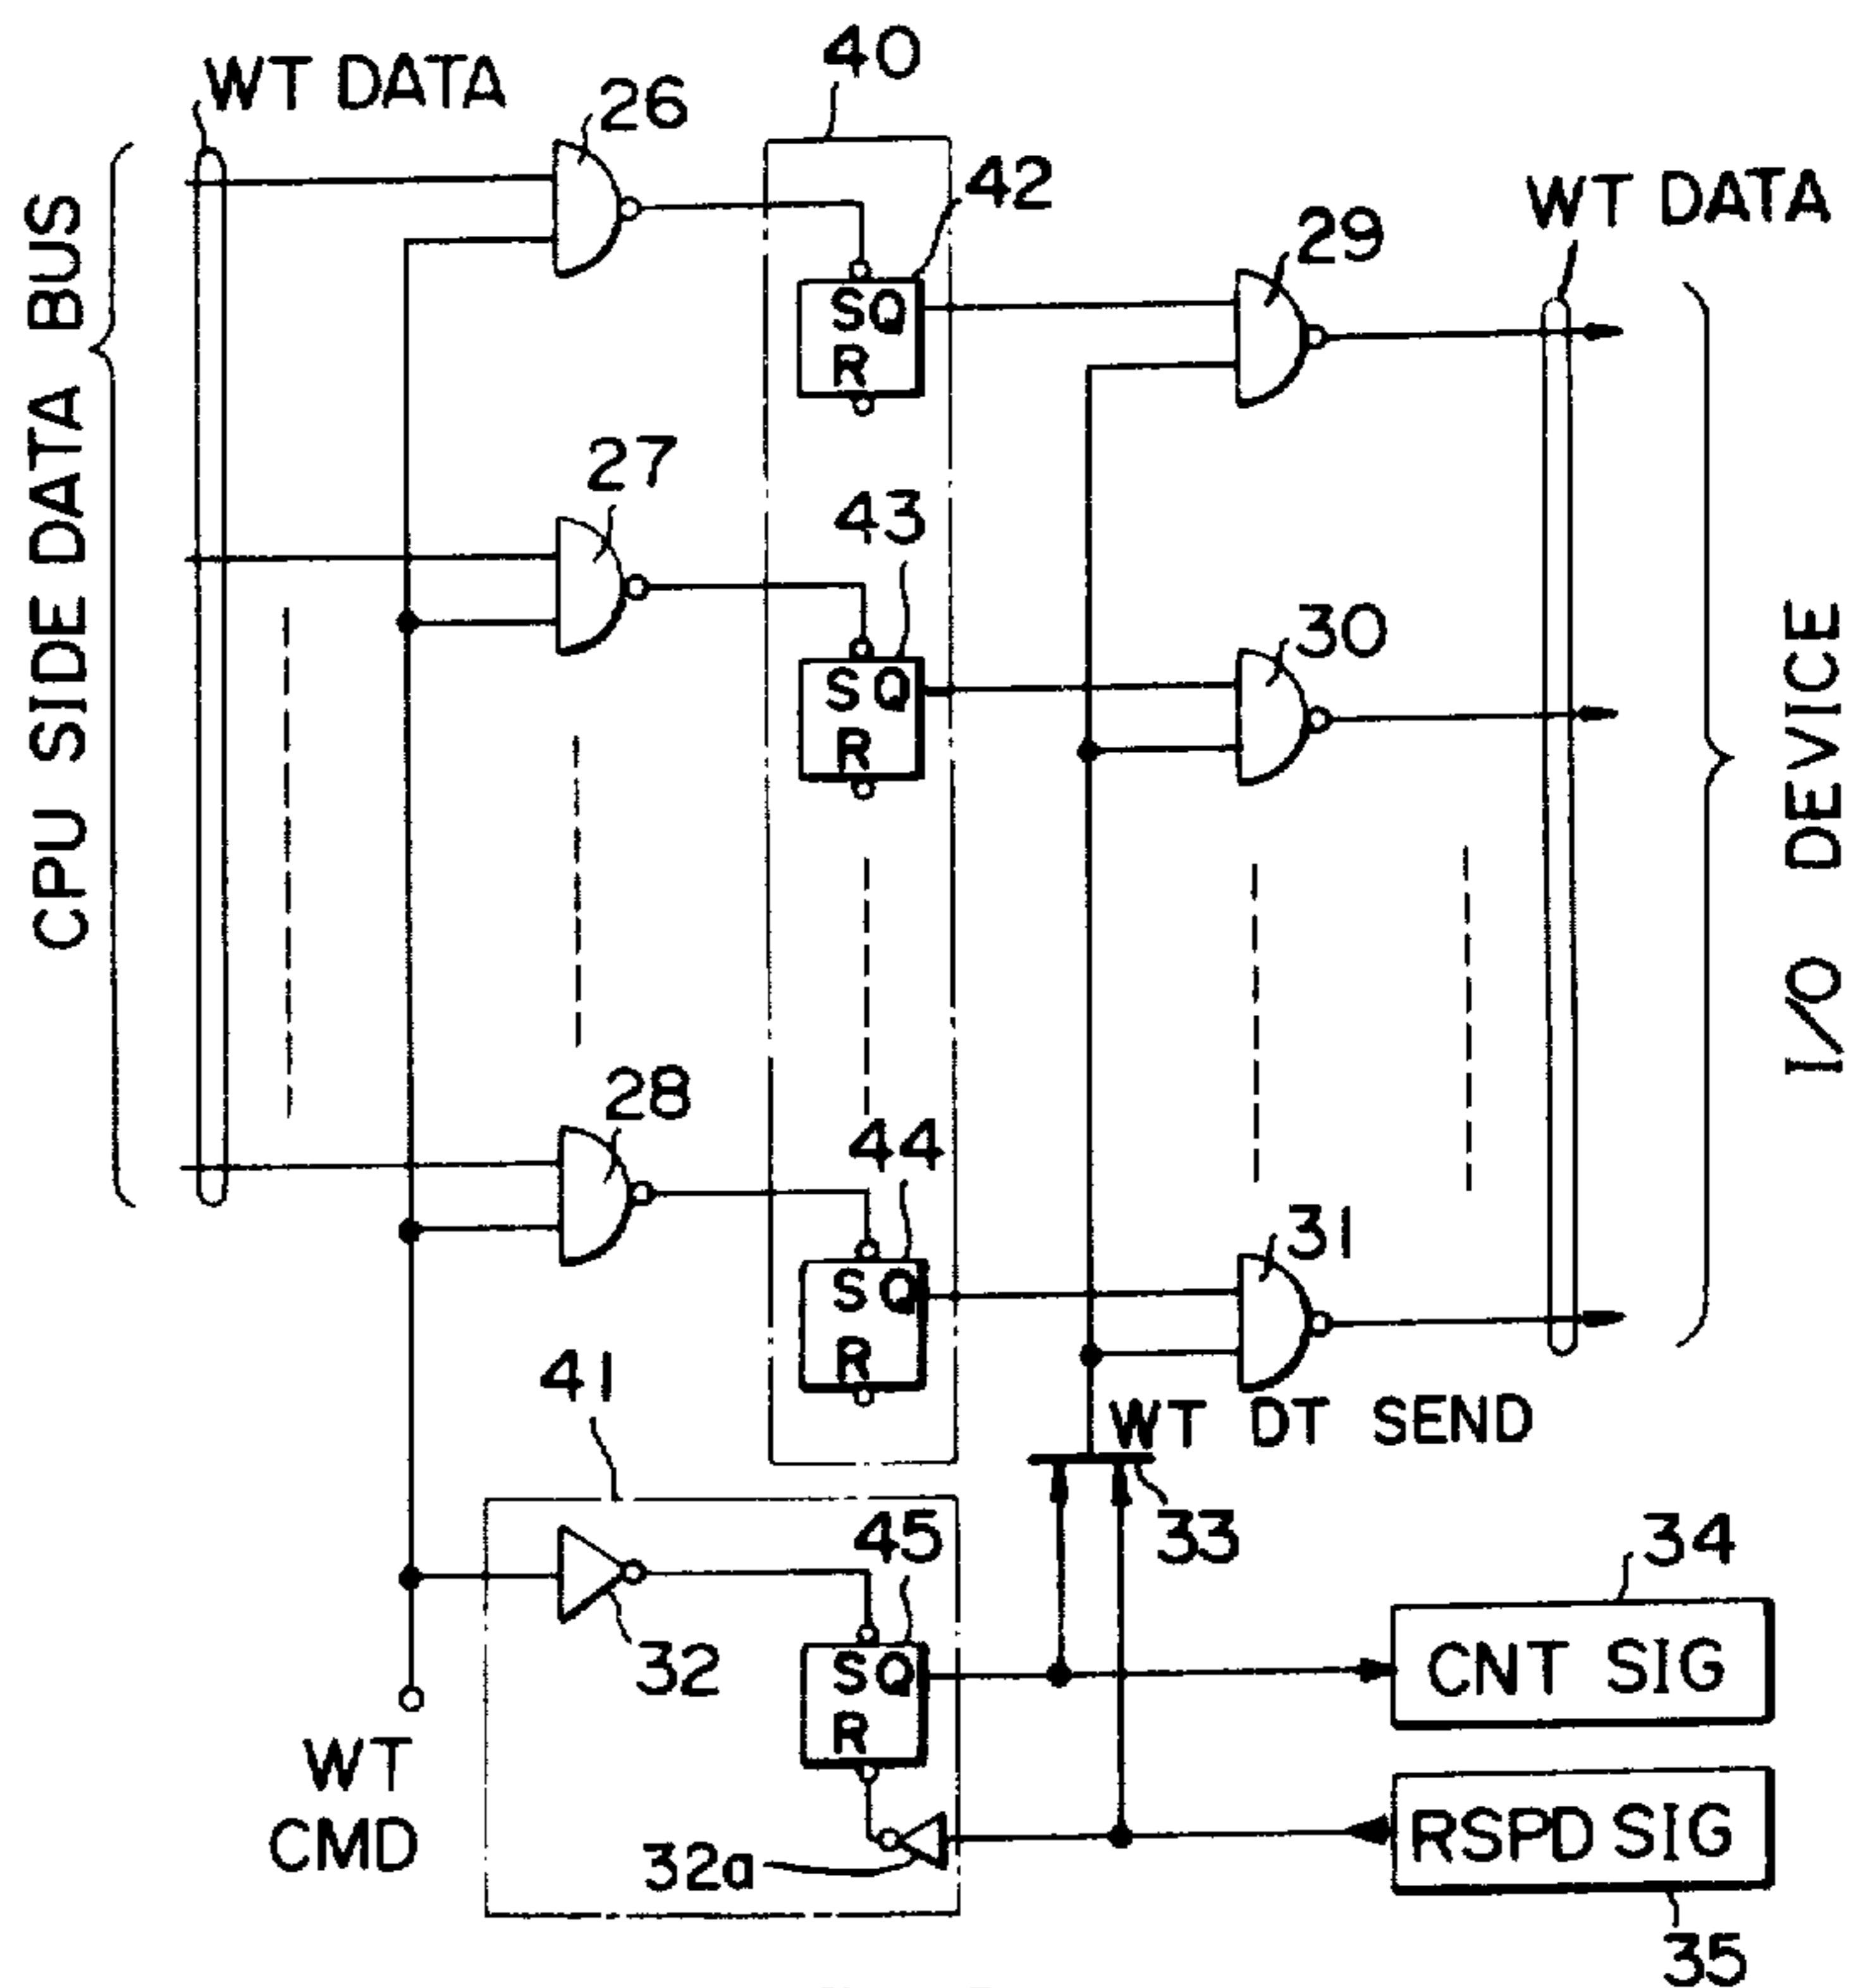 40
WT DATA
26
42
WT DATA
29
CPU SIDE DATA BUS
S Q
R
27
43
30
S Q
R
I/O DEVICE
28
44
31
S Q
R
41
WT DT SEND
45
33
34
32
S Q
R
CNT SIG
WT
CMD
32a
RSPD SIG
35